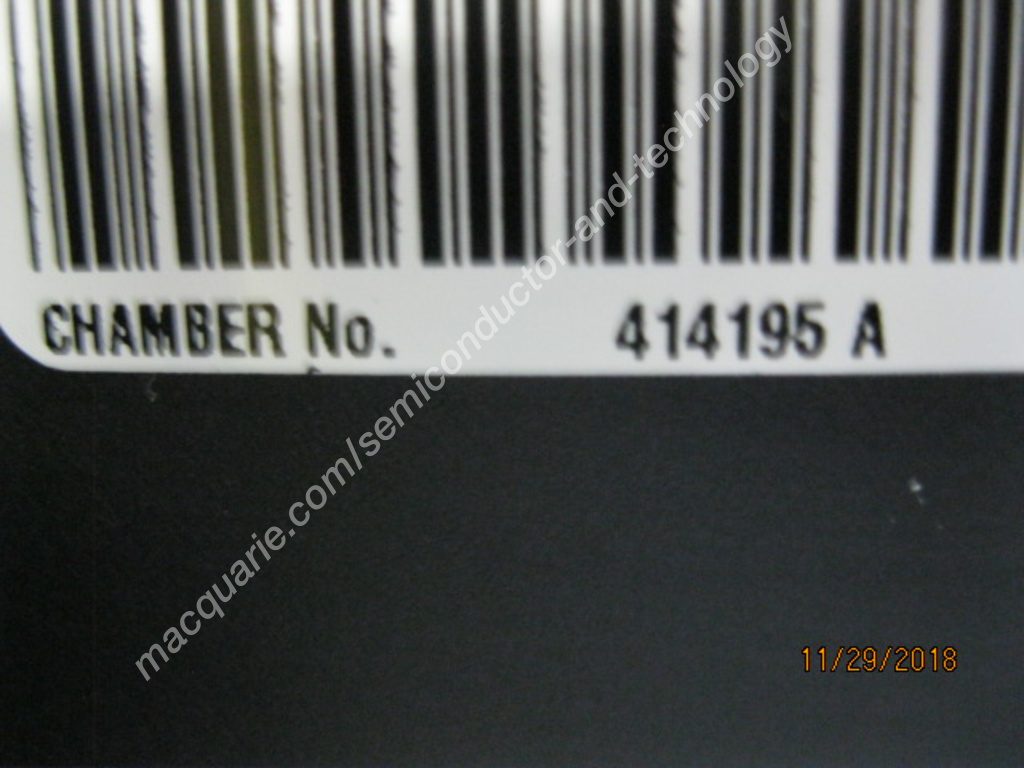 CHAMBER No. 414195 A
macquarie.com/semiconductor-and-technology
11/29/2018